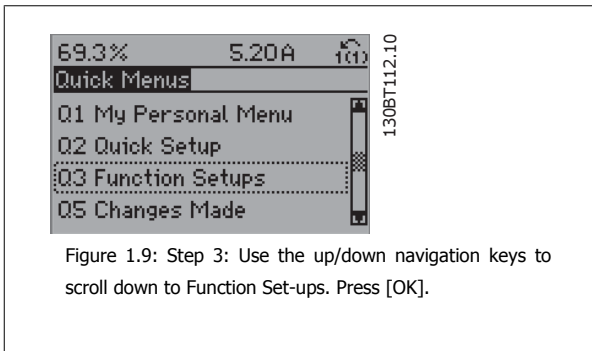 69.3% 5.20A 1(1)
Quick Menus
Q1 My Personal Menu
Q2 Quick Setup
Q3 Function Setups
Q5 Changes Made
130BT112.10
Figure 1.9: Step 3: Use the up/down navigation keys to
scroll down to Function Set-ups. Press [OK].